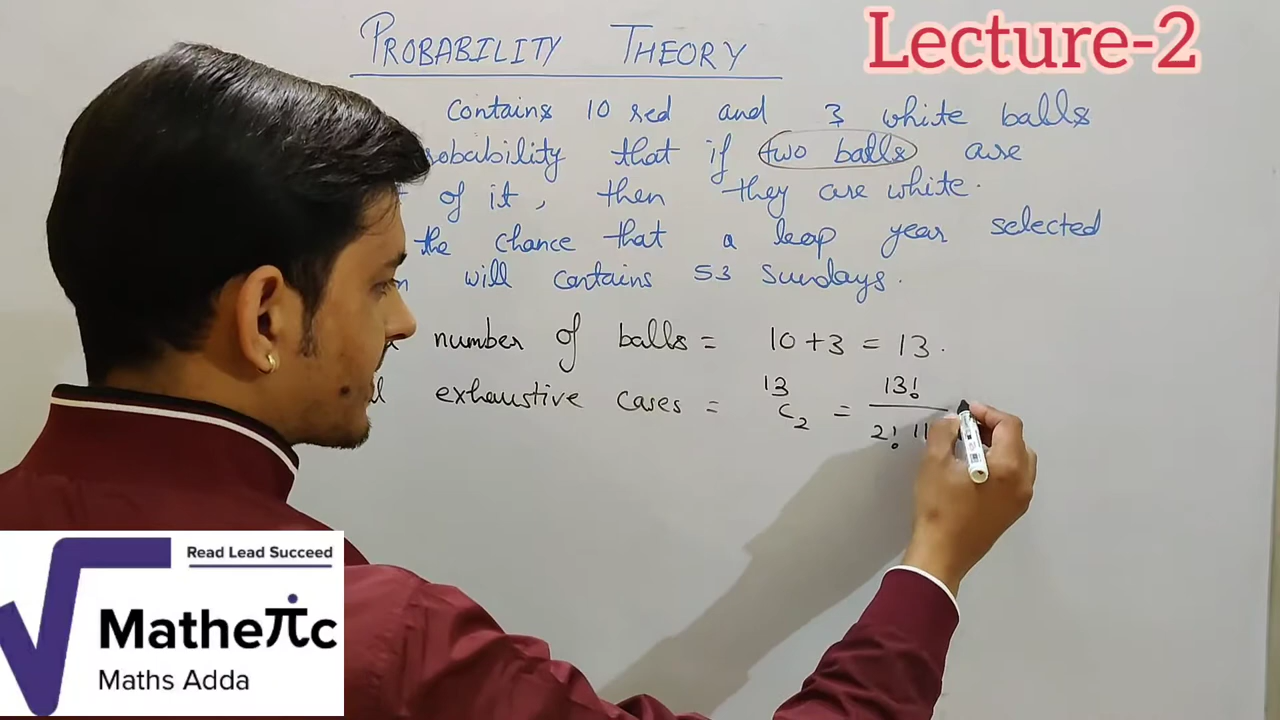 Lecture-2
PROBABILITY THEORY
contains 10 red and 3 white balls
robability that if two balls are
of it, then they are white.
the chance that a leap year selected
will contains 53 Sundays.
number of balls = 10 + 3 = 13.
exhaustive cases = 13 C 2 = 13!
2! 11
Read Lead Succeed
Matheπc
Maths Adda